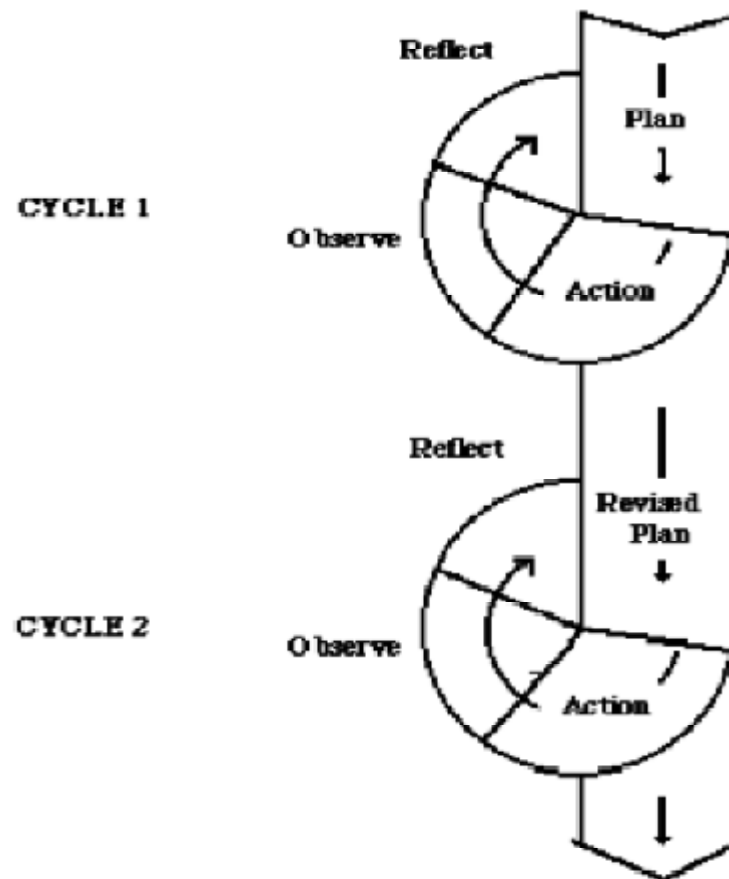 Reflect
Plan
CYCLE 1
Observe
Action
Reflect
Revised
Plan
CYCLE 2
Observe
Action